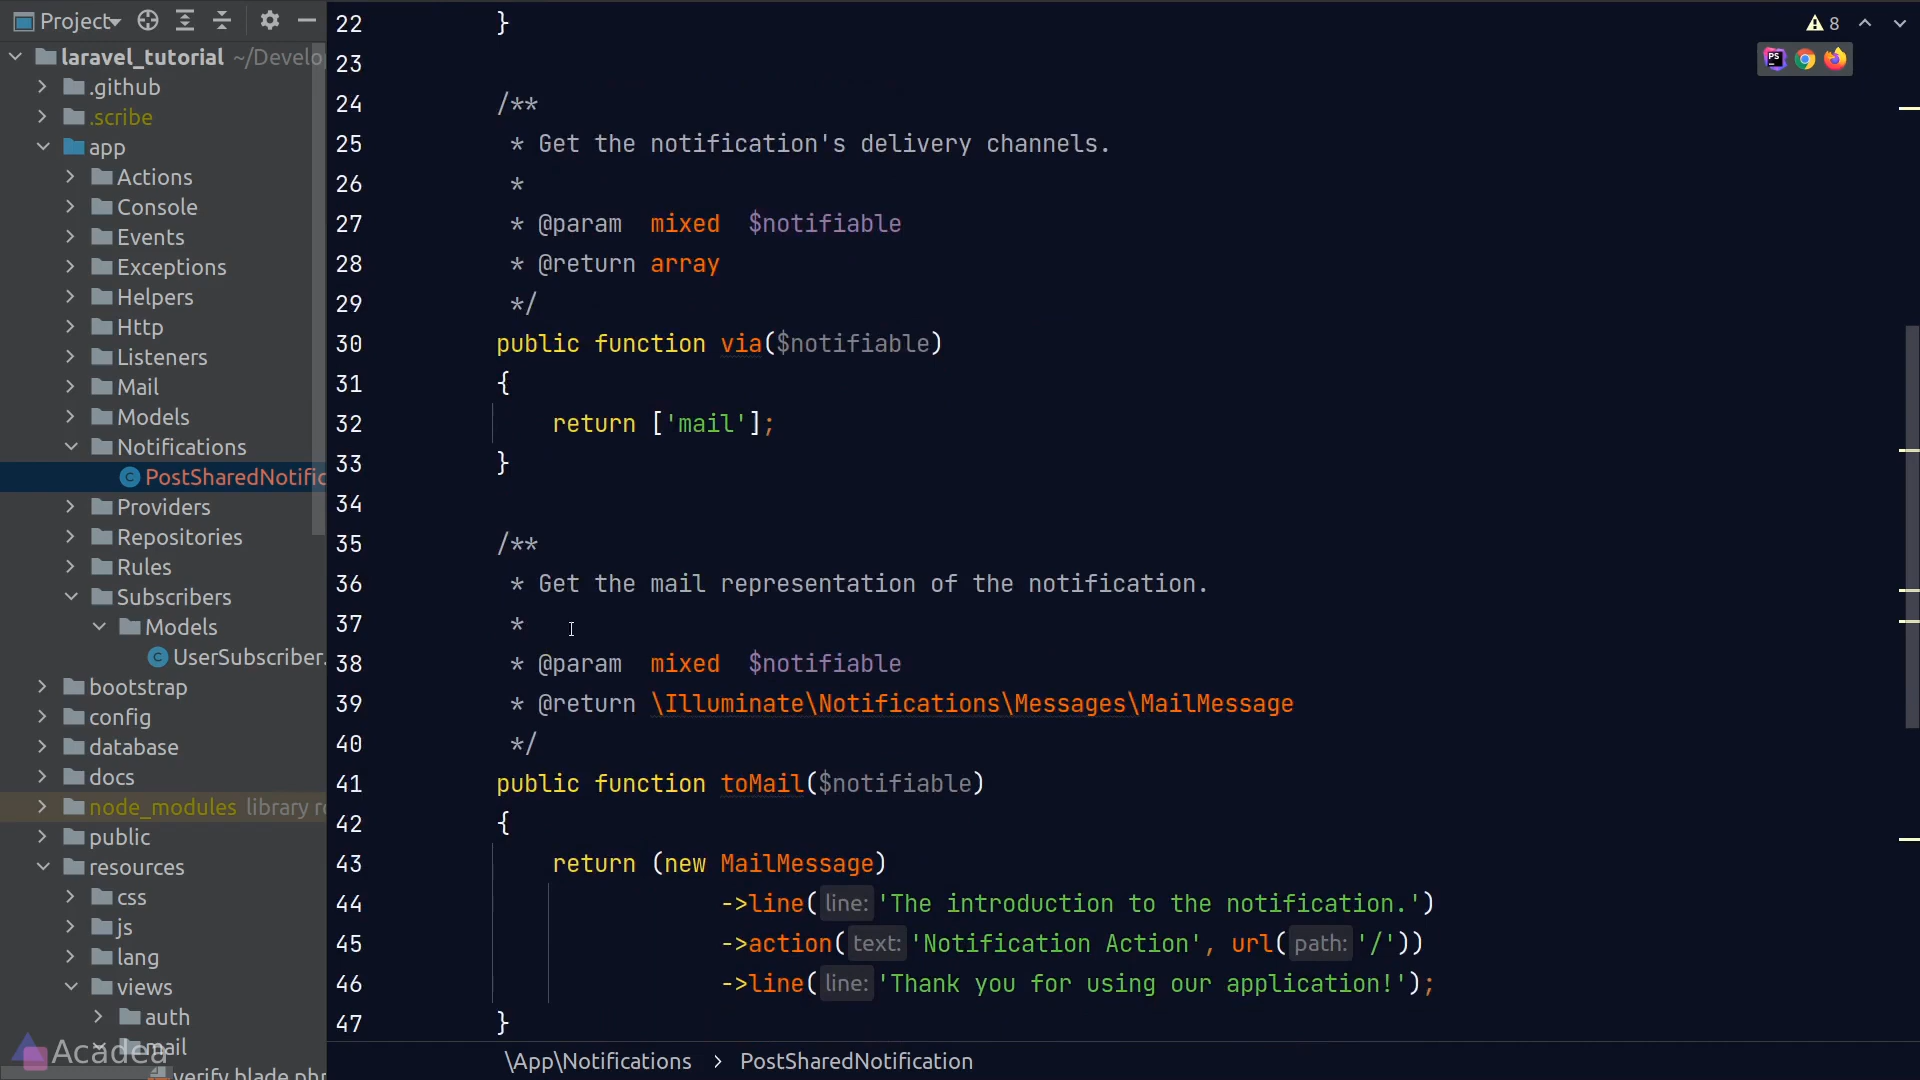 Project
laravel_tutorial ~/Develo
.github
.scribe
app
Actions
Console
Events
Exceptions
Helpers
Http
Listeners
Mail
Models
Notifications
PostSharedNotific
Providers
Repositories
Rules
Subscribers
Models
UserSubscriber.
bootstrap
config
database
docs
node_modules library ro
public
resources
css
js
lang
views
auth
mail
verify.blade.php
Acadea
8
PS
22 }
23
24 /**
25 * Get the notification's delivery channels.
26 *
27 * @param  mixed  $notifiable
28 * @return array
29 */
30 public function via($notifiable)
31 {
32 return ['mail'];
33 }
34
35 /**
36 * Get the mail representation of the notification.
37 *
38 * @param  mixed  $notifiable
39 * @return \Illuminate\Notifications\Messages\MailMessage
40 */
41 public function toMail($notifiable)
42 {
43 return (new MailMessage)
44 ->line( line: 'The introduction to the notification.')
45 ->action( text: 'Notification Action', url( path: '/'))
46 ->line( line: 'Thank you for using our application!');
47 }
\App\Notifications > PostSharedNotification